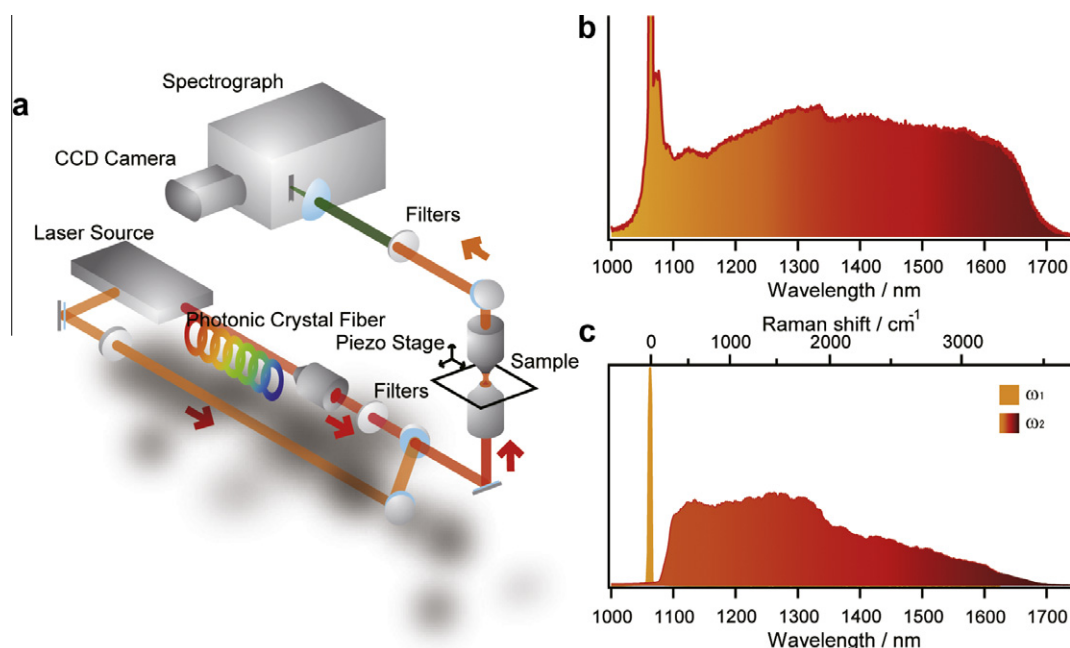 a
Spectrograph
CCD Camera
Filters
Laser Source
Photonic Crystal Fiber
Piezo Stage
Sample
Filters
b
1000 1100 1200 1300 1400 1500 1600 1700
Wavelength / nm
Raman shift / cm⁻¹
c
0 1000 2000 3000
ω₁
ω₂
1000 1100 1200 1300 1400 1500 1600 1700
Wavelength / nm